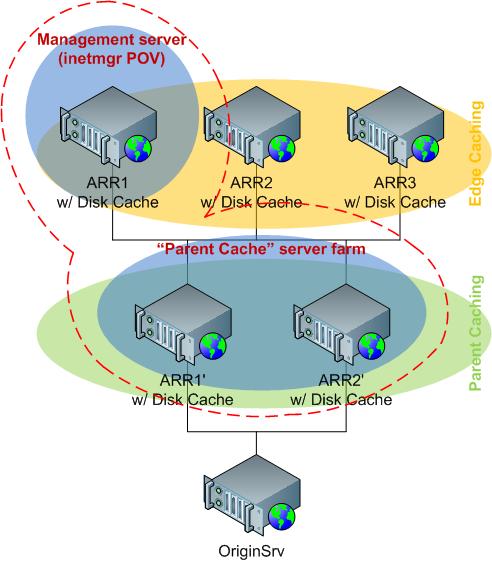 Management server
(inetmgr POV)
ARR1
w/ Disk Cache
ARR2
w/ Disk Cache
ARR3
w/ Disk Cache
Edge Caching
“Parent Cache” server farm
ARR1'
w/ Disk Cache
ARR2'
w/ Disk Cache
Parent Caching
OriginSrv